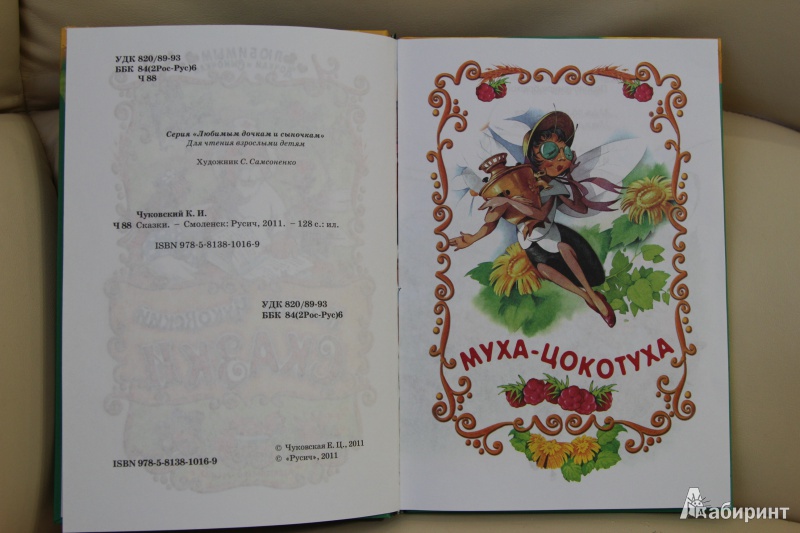 УДК 820/89-93
ББК 84(2Рос-Рус)6
Ч 88
Серия «Любимым дочкам и сыночкам»
Для чтения взрослыми детям
Художник С. Самсоненко
Чуковский К. И.
Ч 88 Сказки. – Смоленск: Русич, 2011. – 128 с.: ил.
ISBN 978-5-8138-1016-9
УДК 820/89-93
ББК 84(2Рос-Рус)6
© Чуковская Е. Ц., 2011
ISBN 978-5-8138-1016-9 © «Русич», 2011
МУХА-ЦОКОТУХА
Лабиринт